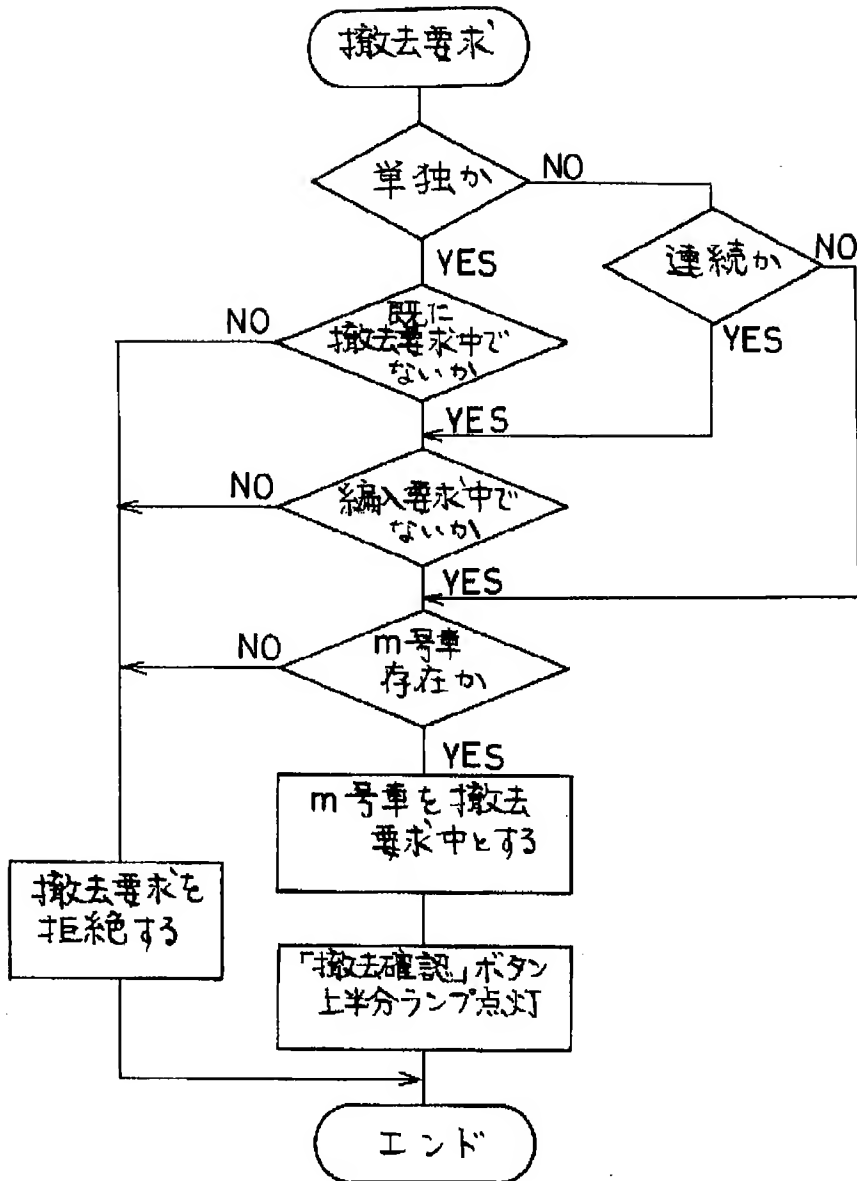 撤去要求
単独か
NO
連続か
NO
YES
YES
既に
撤去要求中で
ないか
NO
YES
編入要求中で
ないか
NO
YES
m号車
存在か
NO
YES
m号車を撤去
要求中とする
撤去要求を
拒絶する
「撤去確認」ボタン
上半分ランプ点灯
エンド